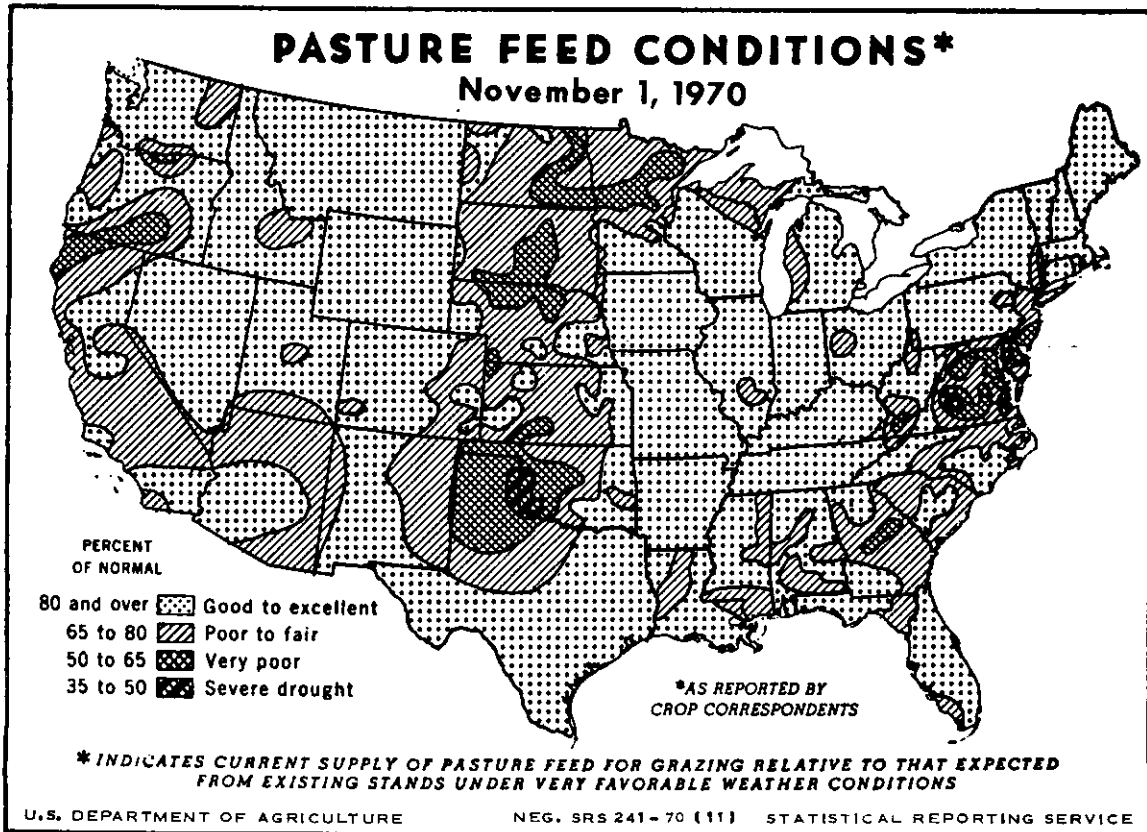 PASTURE FEED CONDITIONS*
November 1, 1970
PERCENT
OF NORMAL
80 and over Good to excellent
65 to 80 Poor to fair
50 to 65 Very poor
35 to 50 Severe drought
*AS REPORTED BY
CROP CORRESPONDENTS
* INDICATES CURRENT SUPPLY OF PASTURE FEED FOR GRAZING RELATIVE TO THAT EXPECTED
FROM EXISTING STANDS UNDER VERY FAVORABLE WEATHER CONDITIONS
U.S. DEPARTMENT OF AGRICULTURE NEG. SRS 241-70 (11) STATISTICAL REPORTING SERVICE